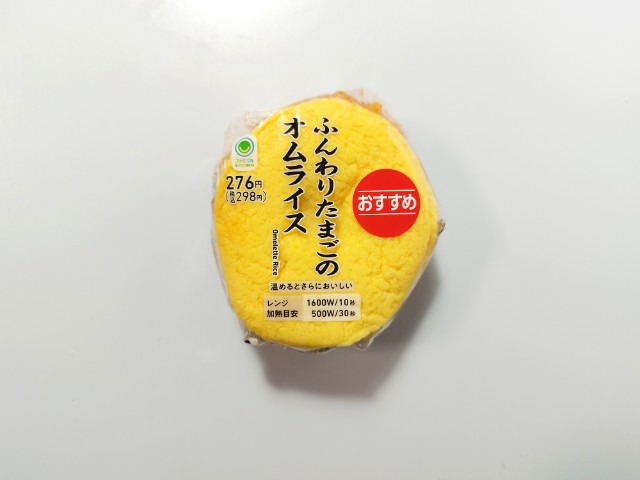 ふんわりたまごの
オムライス
Omelette Rice
おすすめ
276円
(税込298円)
温めるとさらにおいしい
レンジ 1600W/10秒
加熱目安 500W/30秒